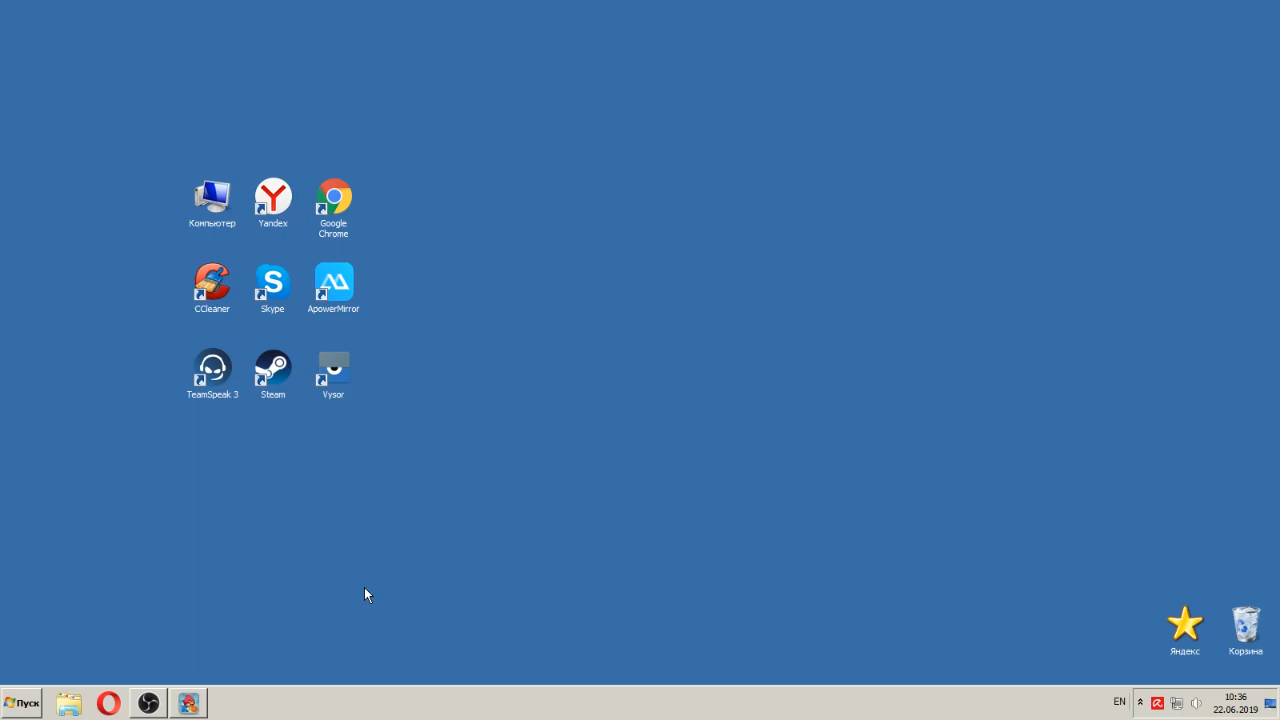 Компьютер
Yandex
Google
Chrome
CCleaner
Skype
ApowerMirror
TeamSpeak 3
Steam
Vysor
Яндекс
Корзина
Пуск
EN
10:36
22.06.2019